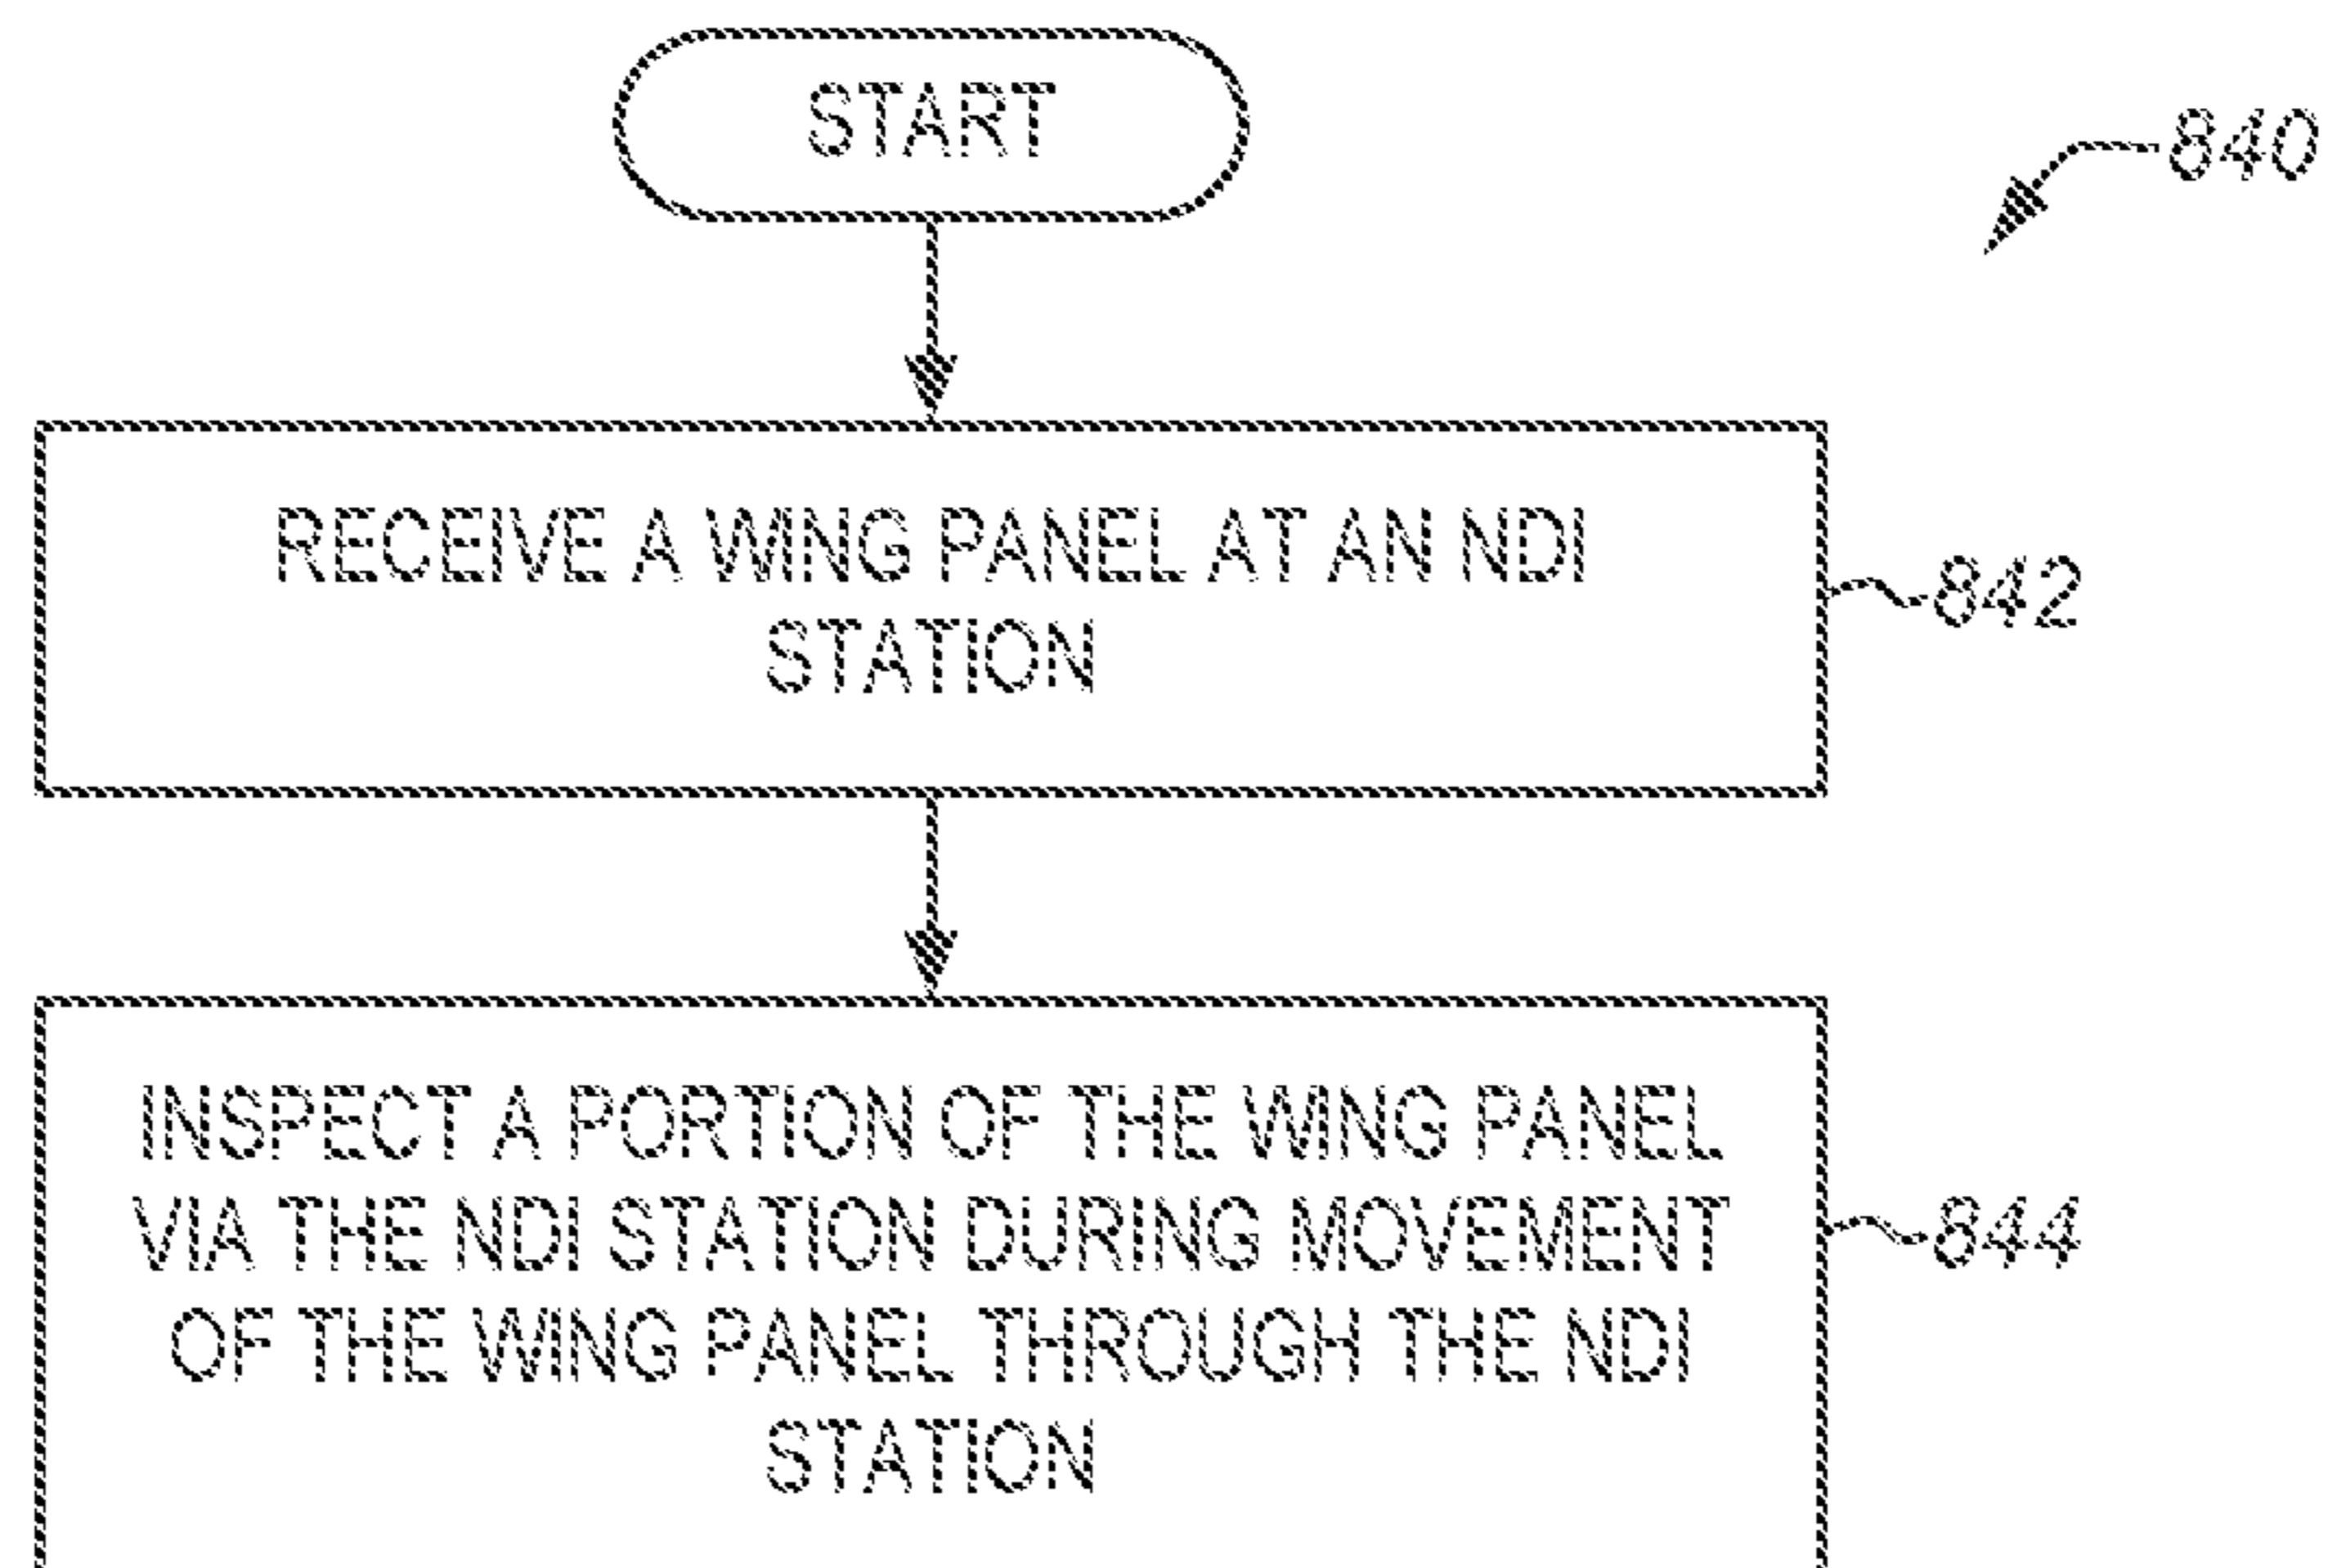 START
840
RECEIVE A WING PANEL AT AN NDI
STATION
842
INSPECT A PORTION OF THE WING PANEL
VIA THE NDI STATION DURING MOVEMENT
OF THE WING PANEL THROUGH THE NDI
STATION
844